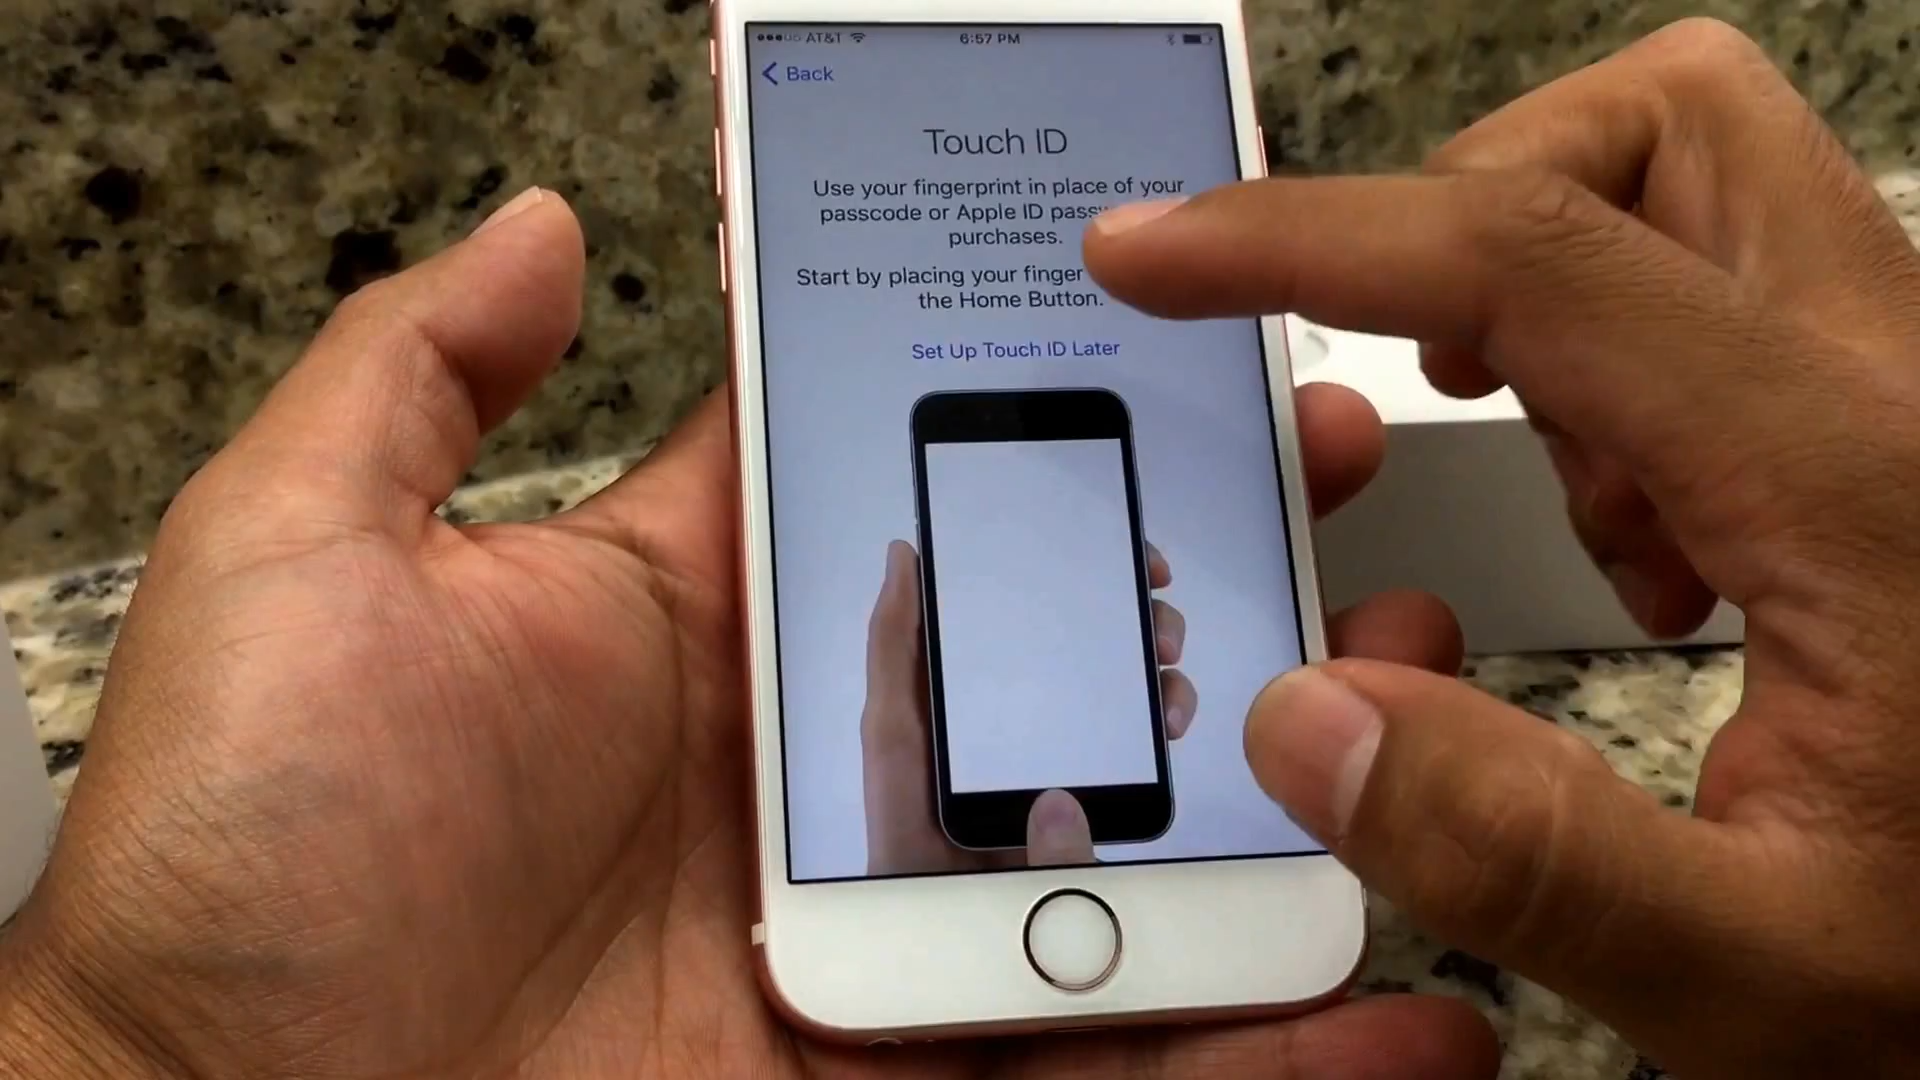 AT&T 6:57 PM
Back
Touch ID
Use your fingerprint in place of your
passcode or Apple ID
purchases.
Start by placing your finger
the Home Button.
Set Up Touch ID Later